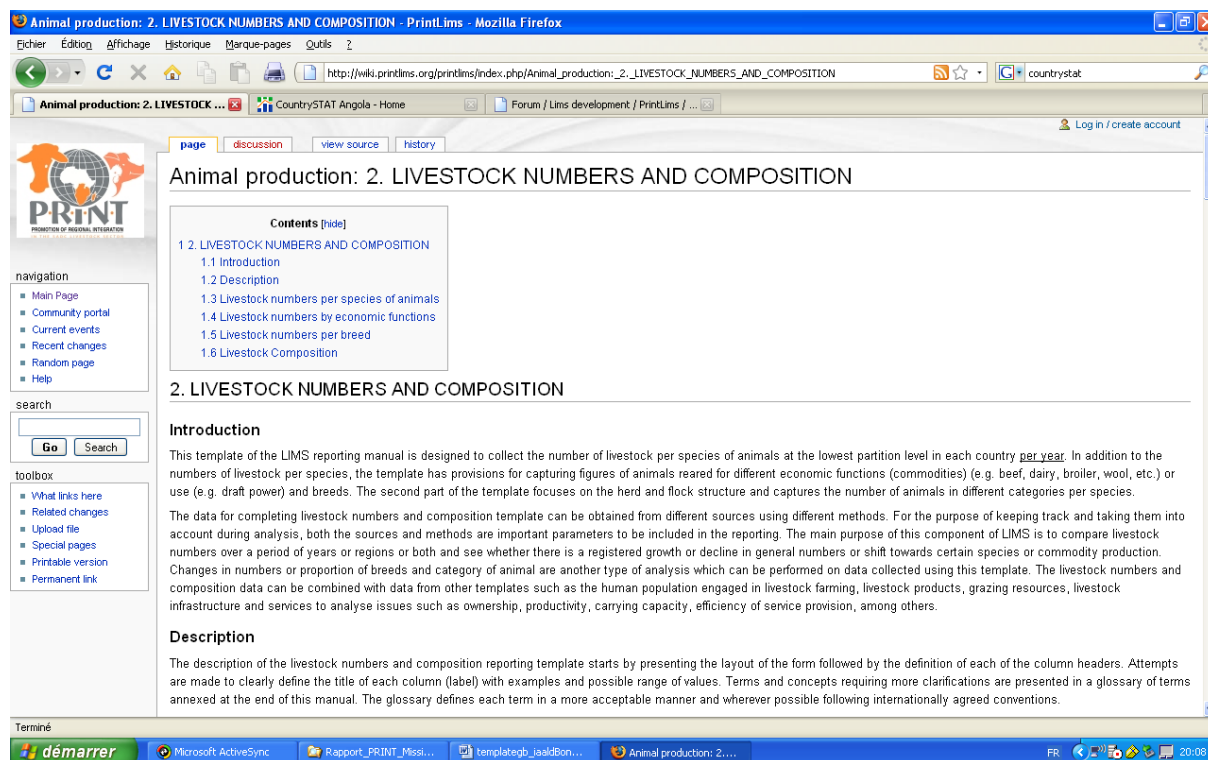 Animal production: 2. LIVESTOCK NUMBERS AND COMPOSITION - PrintLims - Mozilla Firefox
Fichier Édition Affichage Historique Marque-pages Outils ?
http://wiki.printlims.org/printlims/index.php/Animal_production:_2._LIVESTOCK_NUMBERS_AND_COMPOSITION
countrystat
Animal production: 2. LIVESTOCK ...
CountrySTAT Angola - Home
Forum / Lims development / PrintLims / ...
Log in / create account
page discussion view source history
PRINT
PROMOTION OF REGIONAL INTEGRATION
Animal production: 2. LIVESTOCK NUMBERS AND COMPOSITION
Contents [hide]
1 2. LIVESTOCK NUMBERS AND COMPOSITION
1.1 Introduction
1.2 Description
1.3 Livestock numbers per species of animals
1.4 Livestock numbers by economic functions
1.5 Livestock numbers per breed
1.6 Livestock Composition
navigation
Main Page
Community portal
Current events
Recent changes
Random page
Help
search
Go Search
toolbox
What links here
Related changes
Upload file
Special pages
Printable version
Permanent link
2. LIVESTOCK NUMBERS AND COMPOSITION
Introduction
This template of the LIMS reporting manual is designed to collect the number of livestock per species of animals at the lowest partition level in each country per year. In addition to the
numbers of livestock per species, the template has provisions for capturing figures of animals reared for different economic functions (commodities) (e.g. beef, dairy, broiler, wool, etc.) or
use (e.g. draft power) and breeds. The second part of the template focuses on the herd and flock structure and captures the number of animals in different categories per species.
The data for completing livestock numbers and composition template can be obtained from different sources using different methods. For the purpose of keeping track and taking them into
account during analysis, both the sources and methods are important parameters to be included in the reporting. The main purpose of this component of LIMS is to compare livestock
numbers over a period of years or regions or both and see whether there is a registered growth or decline in general numbers or shift towards certain species or commodity production.
Changes in numbers or proportion of breeds and category of animal are another type of analysis which can be performed on data collected using this template. The livestock numbers and
composition data can be combined with data from other templates such as the human population engaged in livestock farming, livestock products, grazing resources, livestock
infrastructure and services to analyse issues such as ownership, productivity, carrying capacity, efficiency of service provision, among others.
Description
The description of the livestock numbers and composition reporting template starts by presenting the layout of the form followed by the definition of each of the column headers. Attempts
are made to clearly define the title of each column (label) with examples and possible range of values. Terms and concepts requiring more clarifications are presented in a glossary of terms
annexed at the end of this manual. The glossary defines each term in a more acceptable manner and wherever possible following internationally agreed conventions.
Terminé
démarrer
Microsoft ActiveSync
Rapport_PRINT_Missi...
templategb_iaaldBon...
Animal production: 2....
FR
20:08